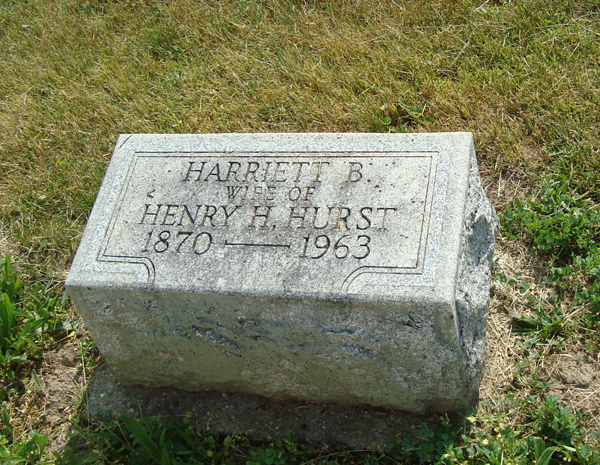 HARRIETT B.
WIFE OF
HENRY H. HURST
1870 — 1963